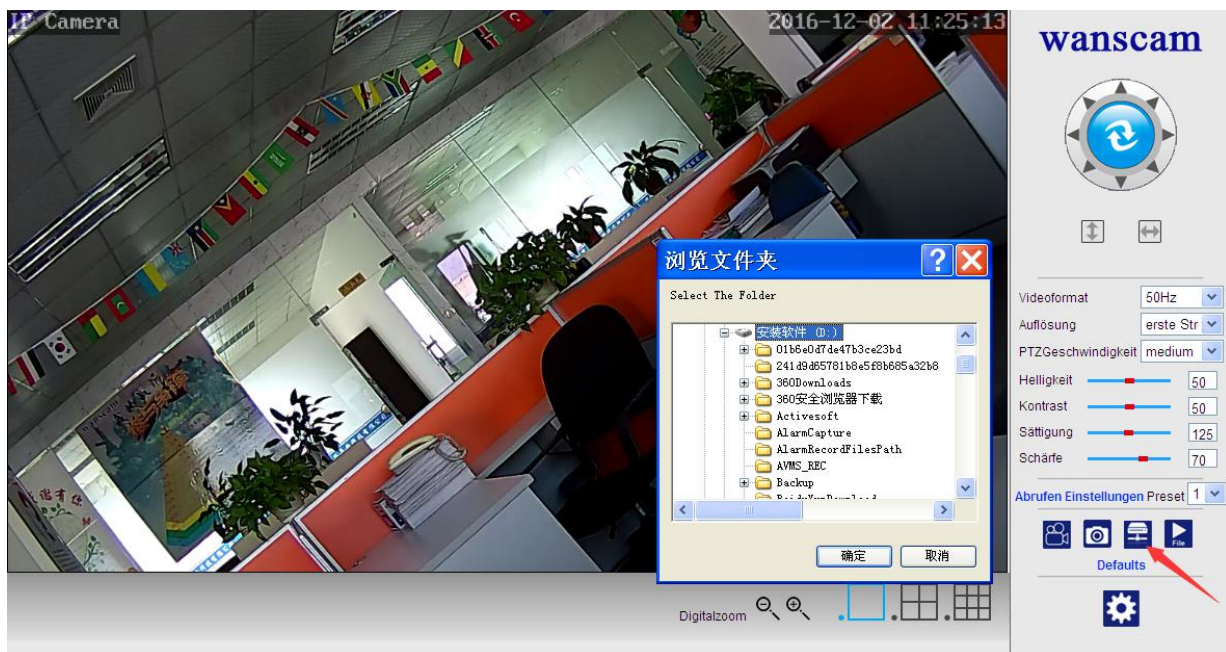 IP Camera
2016-12-02 11:25:13
wanscam
浏览文件夹
Select The Folder
安装软件 (D:)
01b6e0d7de47b3ce23bd
241d9d65781b8e5f8b685a32b8
360Downloads
360安全浏览器下载
Activesoft
AlarmCapture
AlarmRecordFilesPath
AVMS_REC
Backup
确定
取消
Videoformat 50Hz
Auflösung erste Str
PTZGeschwindigkeit medium
Helligkeit 50
Kontrast 50
Sättigung 125
Schärfe 70
Abrufen Einstellungen Preset 1
File
Defaults
Digitalzoom